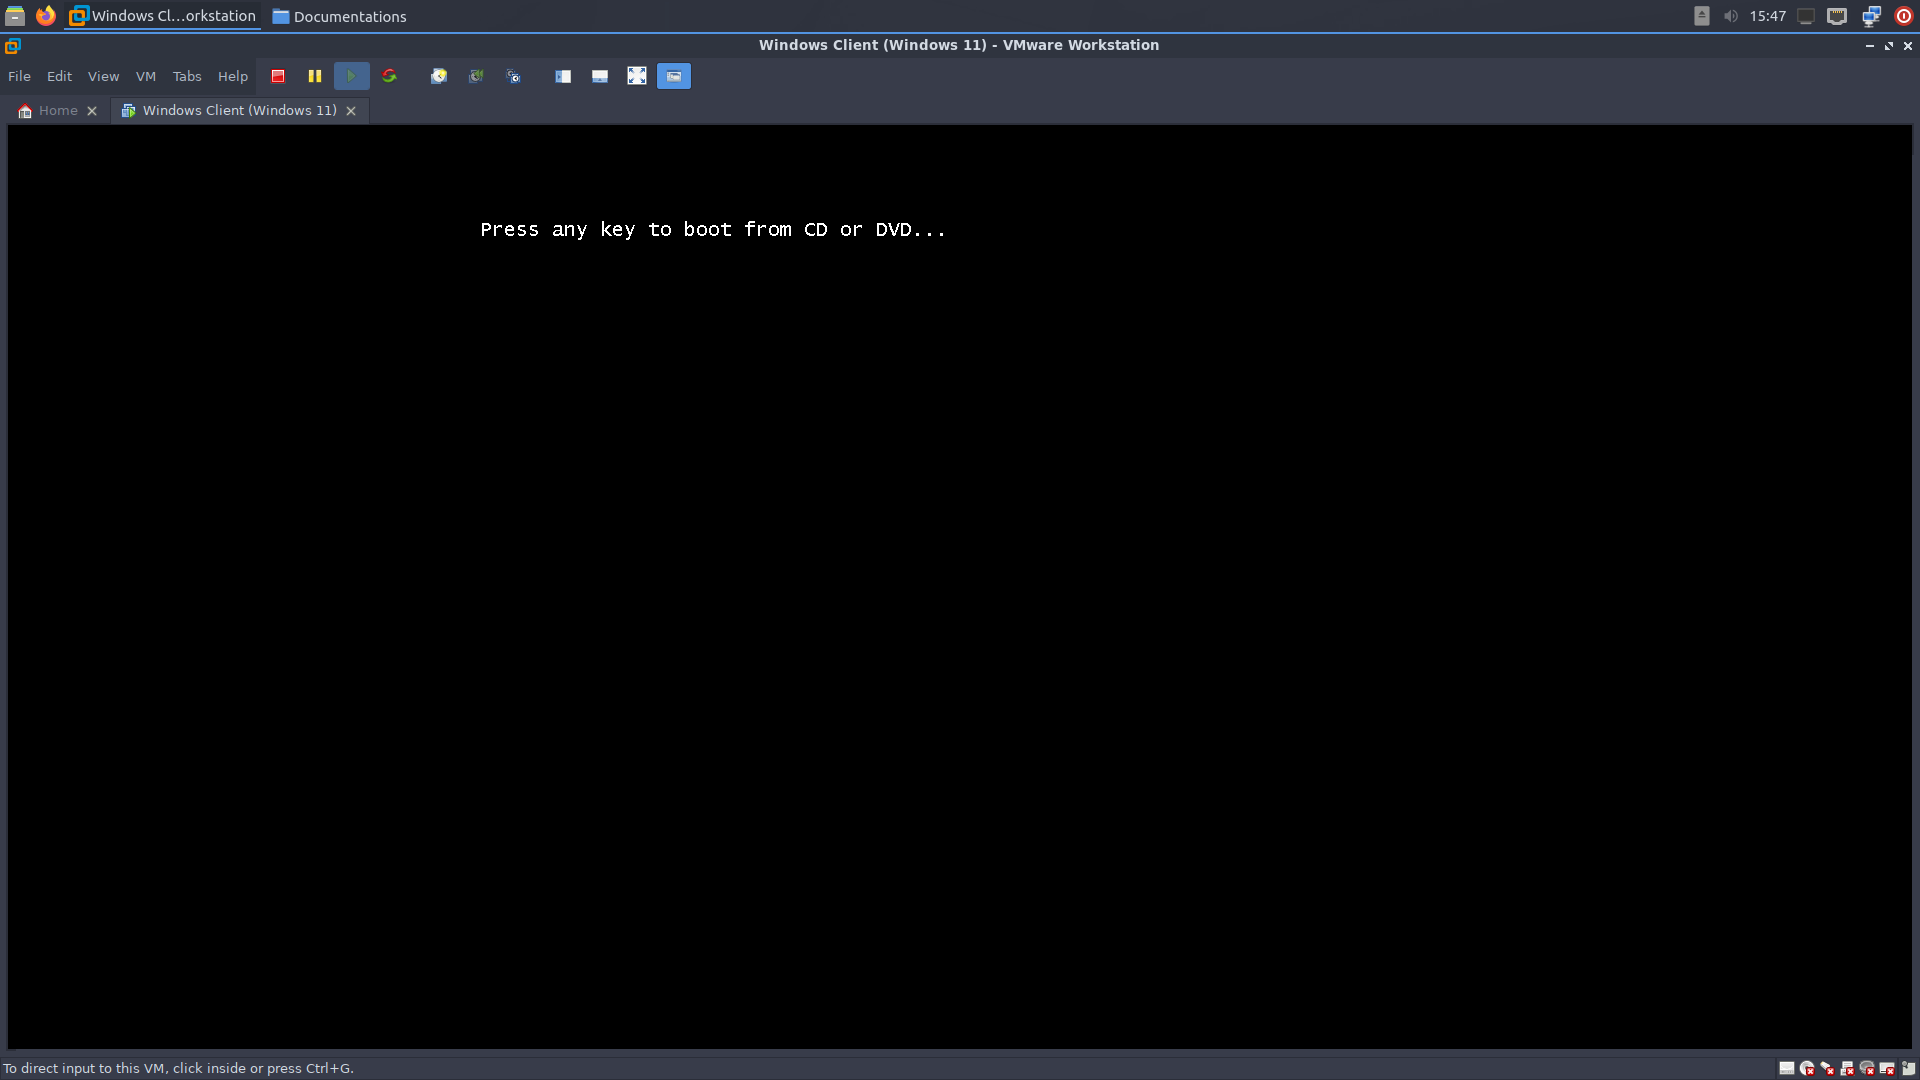 Windows Cl...orkstation Documentations 15:47
Windows Client (Windows 11) - VMware Workstation
File Edit View VM Tabs Help
Home Windows Client (Windows 11)
Press any key to boot from CD or DVD...
To direct input to this VM, click inside or press Ctrl+G.